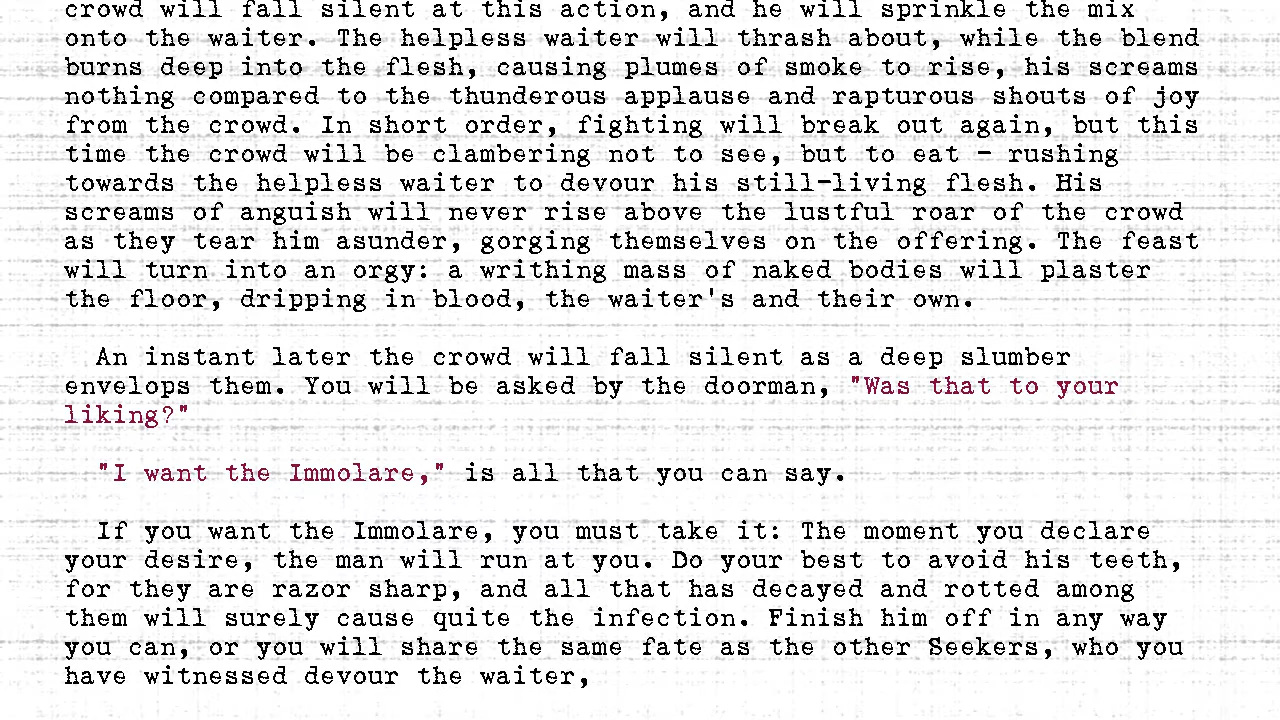 crowd will fall silent at this action, and he will sprinkle the mix
onto the waiter. The helpless waiter will thrash about, while the blend
burns deep into the flesh, causing plumes of smoke to rise, his screams
nothing compared to the thunderous applause and rapturous shouts of joy
from the crowd. In short order, fighting will break out again, but this
time the crowd will be clambering not to see, but to eat – rushing
towards the helpless waiter to devour his still-living flesh. His
screams of anguish will never rise above the lustful roar of the crowd
as they tear him asunder, gorging themselves on the offering. The feast
will turn into an orgy: a writhing mass of naked bodies will plaster
the floor, dripping in blood, the waiter's and their own.
An instant later the crowd will fall silent as a deep slumber
envelops them. You will be asked by the doorman, "Was that to your
liking?"
"I want the Immolare," is all that you can say.
If you want the Immolare, you must take it: The moment you declare
your desire, the man will run at you. Do your best to avoid his teeth,
for they are razor sharp, and all that has decayed and rotted among
them will surely cause quite the infection. Finish him off in any way
you can, or you will share the same fate as the other Seekers, who you
have witnessed devour the waiter,